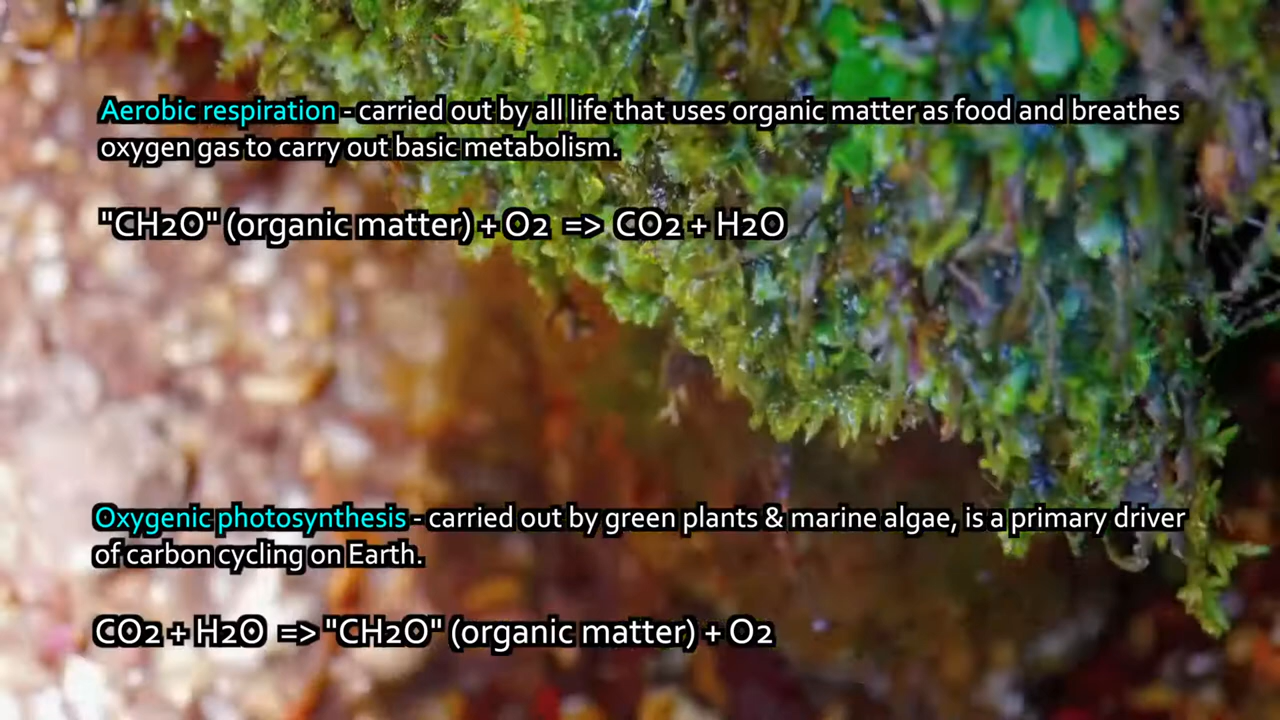 Aerobic respiration - carried out by all life that uses organic matter as food and breathes
oxygen gas to carry out basic metabolism.
"CH2O" (organic matter) + O2 => CO2 + H2O
Oxygenic photosynthesis - carried out by green plants & marine algae, is a primary driver
of carbon cycling on Earth.
CO2 + H2O => "CH2O" (organic matter) + O2